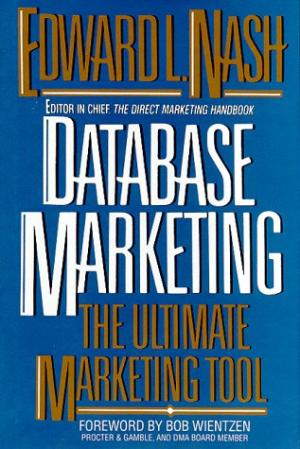 EDWARD L. NASH
EDITOR IN CHIEF, THE DIRECT MARKETING HANDBOOK
DATABASE
MARKETING
THE ULTIMATE
MARKETING TOOL
FOREWORD BY BOB WIENTZEN
PROCTER & GAMBLE, AND DMA BOARD MEMBER